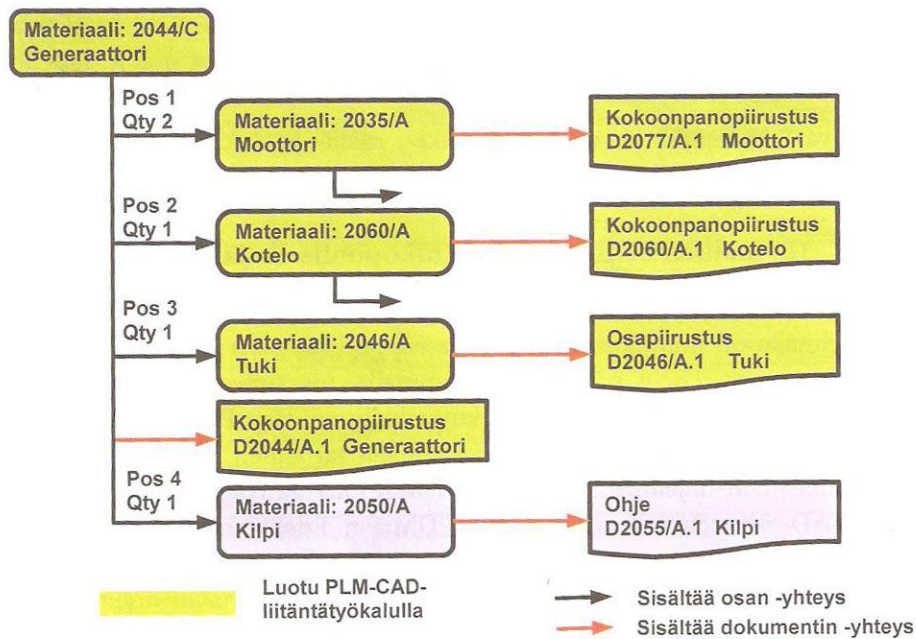 Materiaali: 2044/C
Generaattori
Pos 1
Qty 2
Materiaali: 2035/A
Moottori
Kokoonpanopiirustus
D2077/A.1 Moottori
Pos 2
Qty 1
Materiaali: 2060/A
Kotelo
Kokoonpanopiirustus
D2060/A.1 Kotelo
Pos 3
Qty 1
Materiaali: 2046/A
Tuki
Osapiirustus
D2046/A.1 Tuki
Kokoonpanopiirustus
D2044/A.1 Generaattori
Pos 4
Qty 1
Materiaali: 2050/A
Kilpi
Ohje
D2055/A.1 Kilpi
Luotu PLM-CAD-
liitäntätyökalulla
Sisältää osan -yhteys
Sisältää dokumentin -yhteys